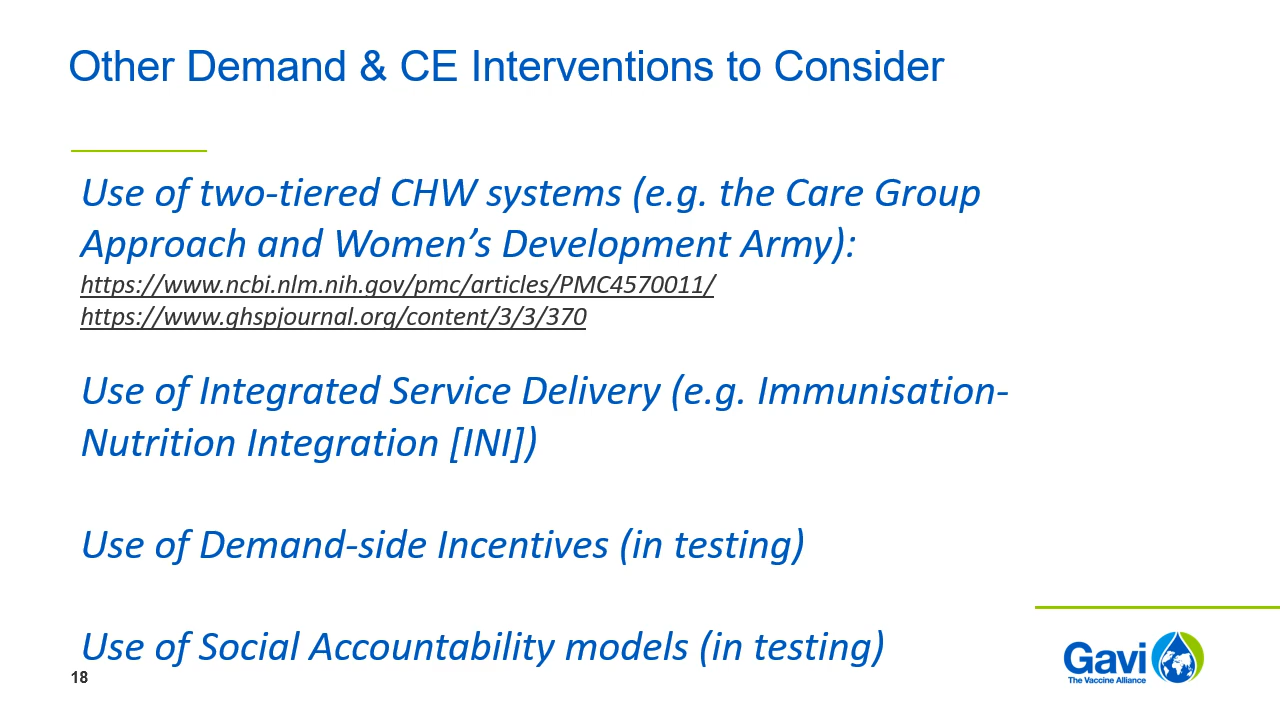 Other Demand & CE Interventions to Consider
Use of two-tiered CHW systems (e.g. the Care Group
Approach and Women’s Development Army):
https://www.ncbi.nlm.nih.gov/pmc/articles/PMC4570011/
https://www.ghspjournal.org/content/3/3/370
Use of Integrated Service Delivery (e.g. Immunisation-
Nutrition Integration [INI])
Use of Demand-side Incentives (in testing)
Use of Social Accountability models (in testing)
18
Gavi
The Vaccine Alliance